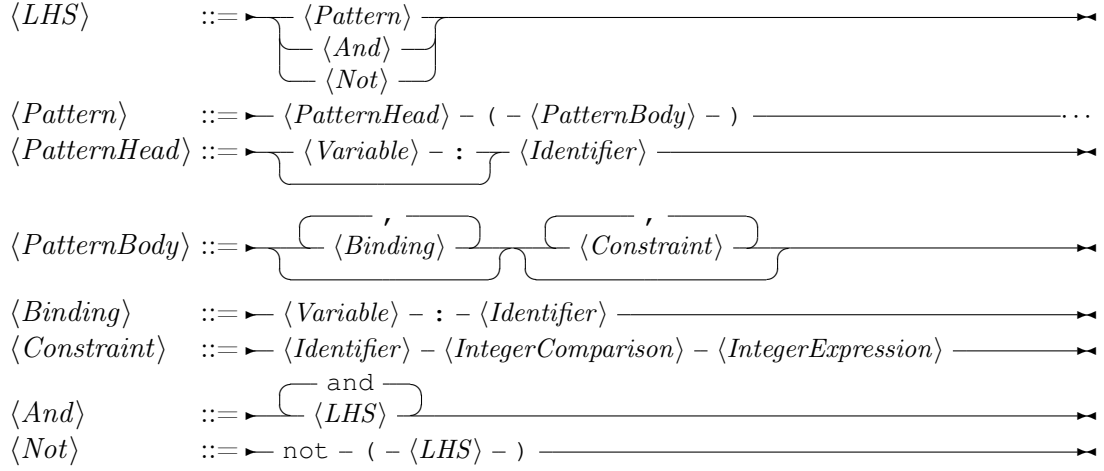 ⟨LHS⟩ ::= ⟨Pattern⟩
⟨And⟩
⟨Not⟩
⟨Pattern⟩ ::= ⟨PatternHead⟩ ( ⟨PatternBody⟩ ) ···
⟨PatternHead⟩ ::= ⟨Variable⟩ : ⟨Identifier⟩
, ,
⟨PatternBody⟩ ::= ⟨Binding⟩ ⟨Constraint⟩
⟨Binding⟩ ::= ⟨Variable⟩ : ⟨Identifier⟩
⟨Constraint⟩ ::= ⟨Identifier⟩ ⟨IntegerComparison⟩ ⟨IntegerExpression⟩
and
⟨And⟩ ::= ⟨LHS⟩
⟨Not⟩ ::= not ( ⟨LHS⟩ )